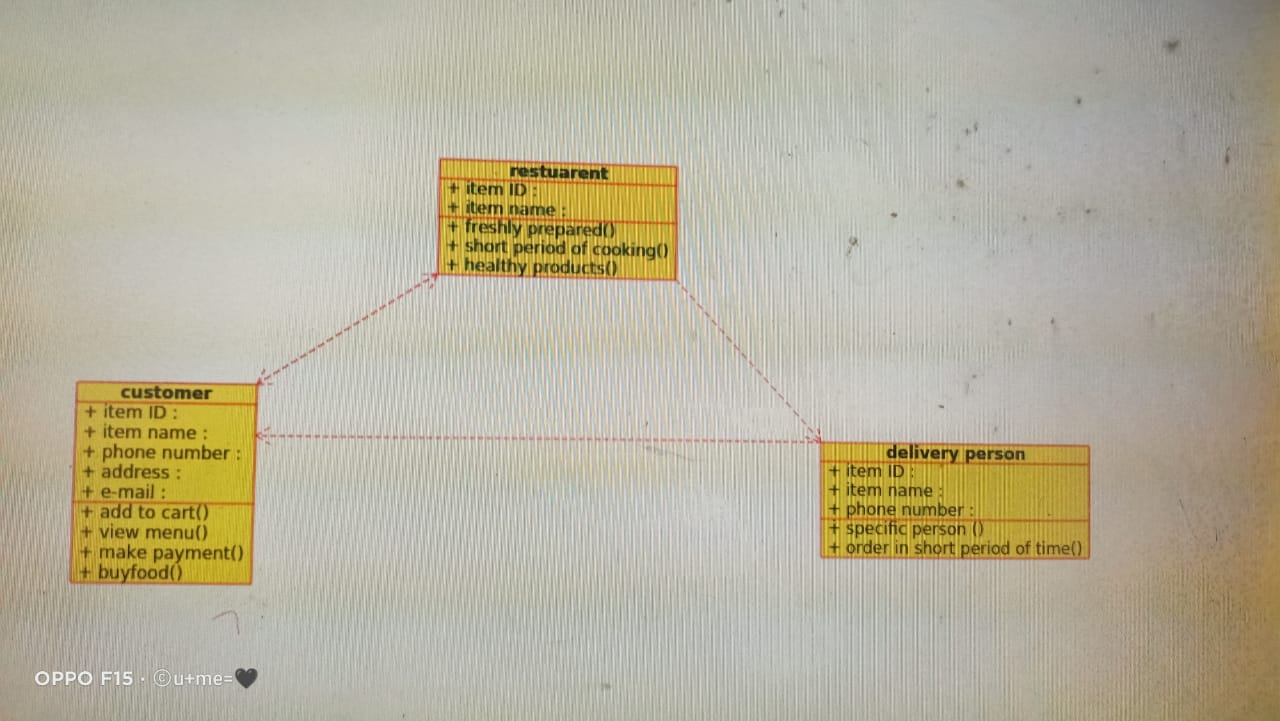 restuarent
+ item ID :
+ item name :
+ freshly prepared()
+ short period of cooking()
+ healthy products()
customer
+ item ID :
+ item name :
+ phone number :
+ address :
+ e-mail :
+ add to cart()
+ view menu()
+ make payment()
+ buyfood()
delivery person
+ item ID :
+ item name :
+ phone number :
+ specific person ()
+ order in short period of time()
OPPO F15 · ©u+me=🖤